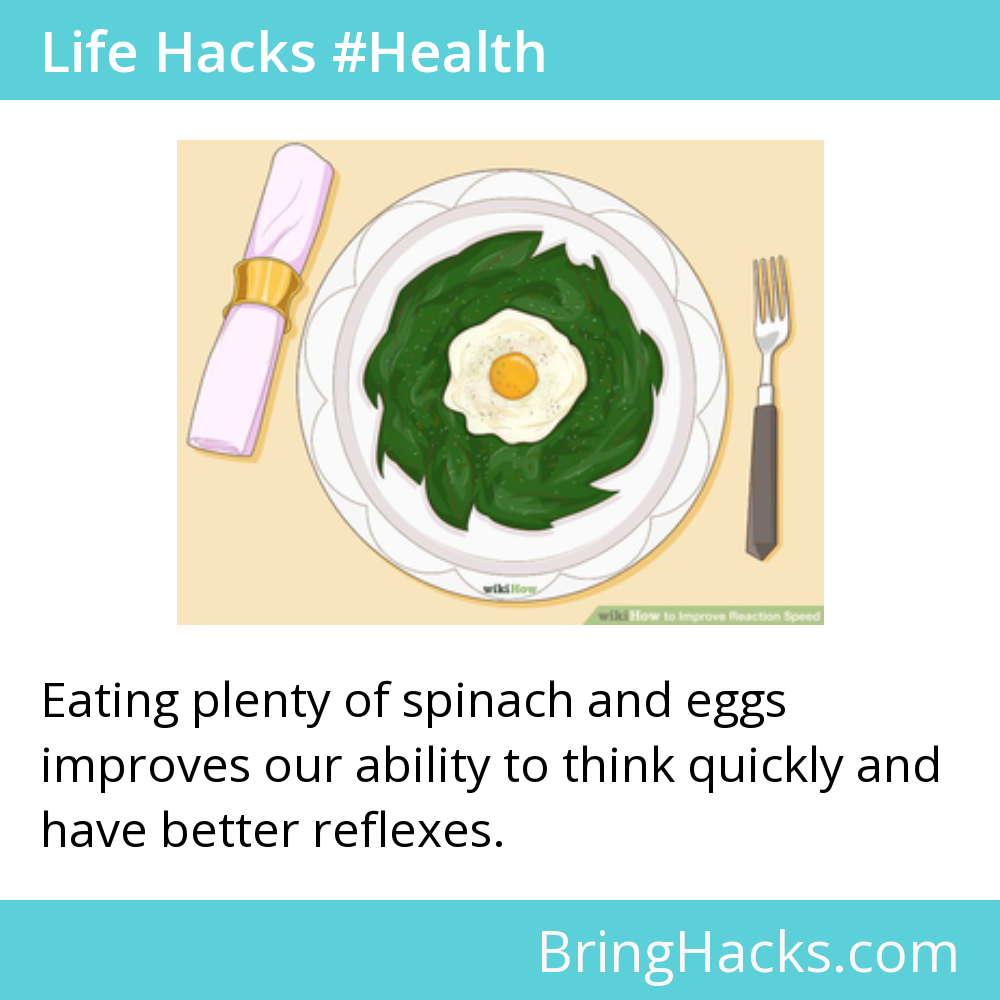 Life Hacks #Health
wikiHow
wikiHow to Improve Reaction Speed
Eating plenty of spinach and eggs
improves our ability to think quickly and
have better reflexes.
BringHacks.com